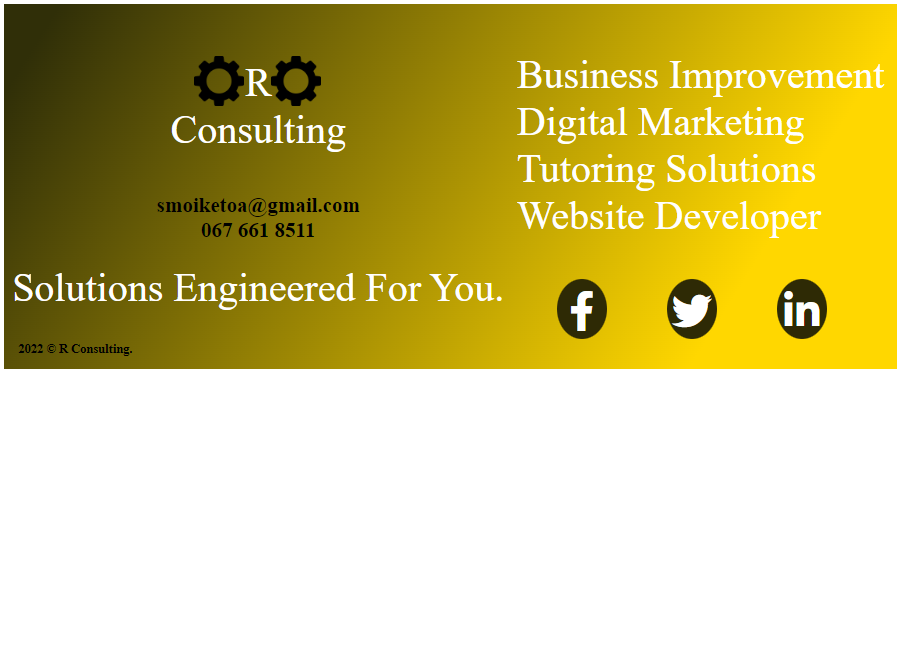 R
Consulting
smoiketoa@gmail.com
067 661 8511
Solutions Engineered For You.
2022 © R Consulting.
Business Improvement
Digital Marketing
Tutoring Solutions
Website Developer
f
in